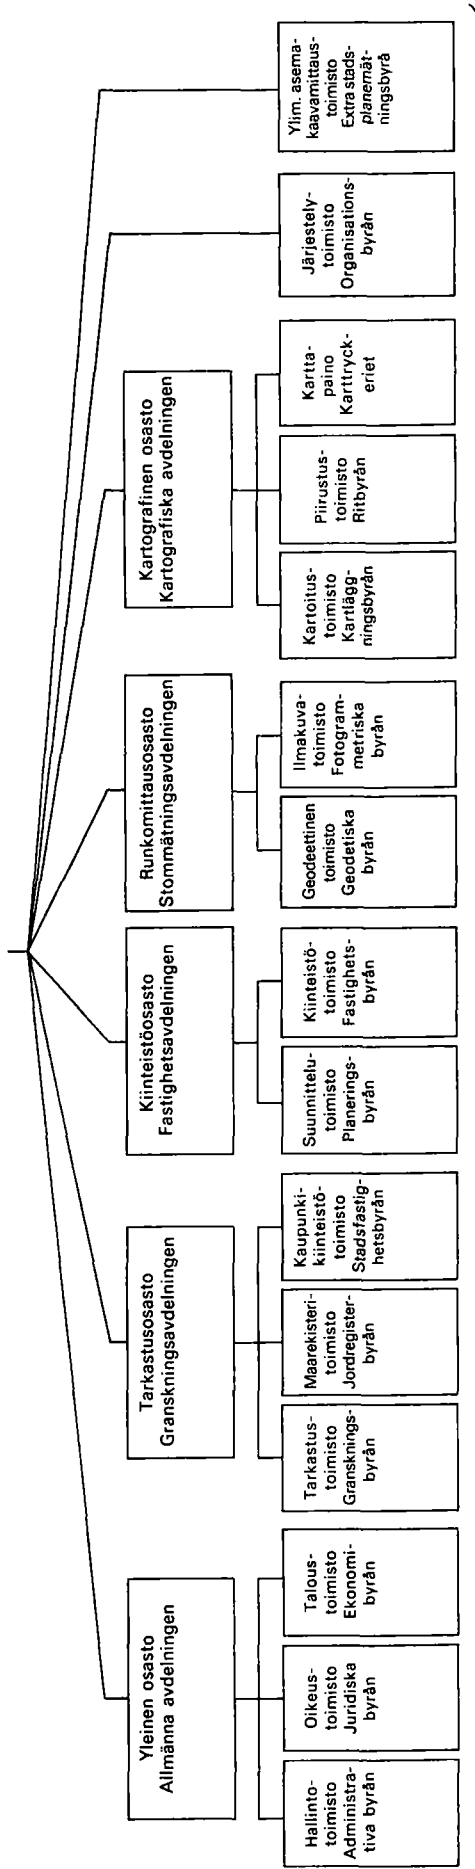 Yleinen osasto
Allmänna avdelningen
Hallinto-
toimisto
Administra-
tiva byrån
Oikeus-
toimisto
Juridiska
byrån
Talous-
toimisto
Ekonomi-
byrån
Tarkastusosasto
Granskningsavdelningen
Tarkastus-
toimisto
Gransknings-
byrån
Maarekisteri-
toimisto
Jordregister-
byrån
Kaupunki-
kiinteistö-
toimisto
Stadsfastig-
hetsbyrån
Kiinteistöosasto
Fastighetsavdelningen
Suunnittelu-
toimisto
Planerings-
byrån
Kiinteistö-
toimisto
Fastighets-
byrån
Runkomittausosasto
Stommätningsavdelningen
Geodeettinen
toimisto
Geodetiska
byrån
Ilmakuva-
toimisto
Fotogram-
metriska
byrån
Kartografinen osasto
Kartografiska avdelningen
Kartoitus-
toimisto
Kartlägg-
ningsbyrån
Piirustus-
toimisto
Ritbyrån
Kartta-
paino
Karttryck-
eriet
Järjestely-
toimisto
Organisations-
byrån
Ylim. asema-
kaavamittaus-
toimisto
Extra stads-
planemät-
ningsbyrå